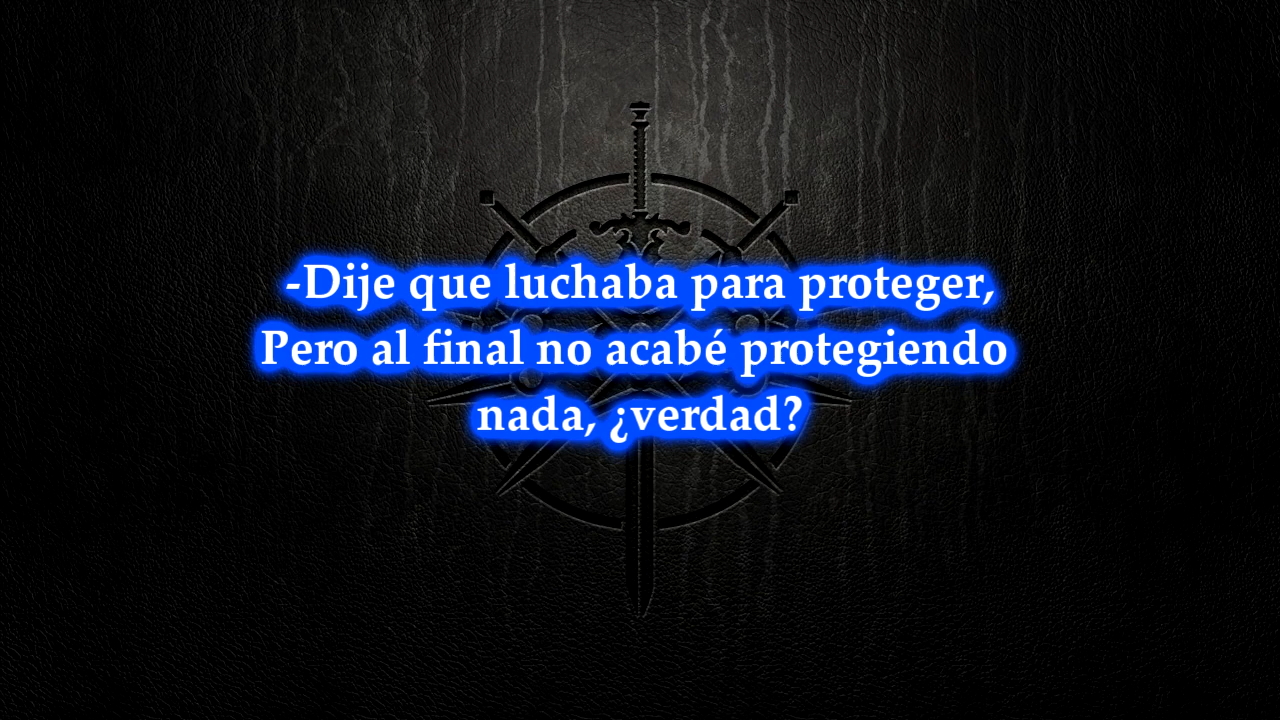 -Dije que luchaba para proteger,
Pero al final no acabé protegiendo
nada, ¿verdad?